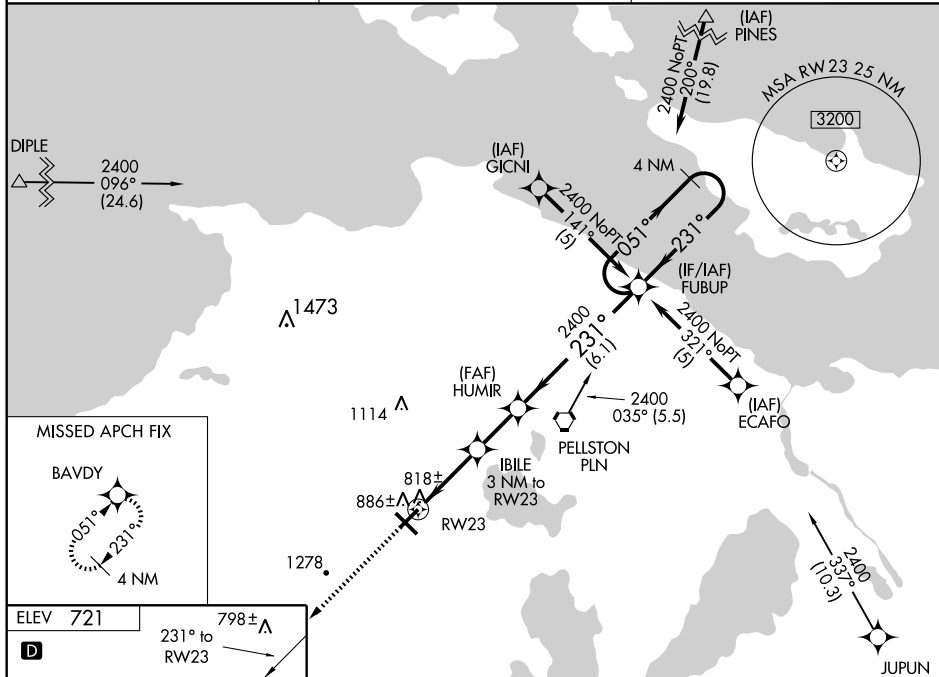 (IAF)
PINES
2400 NoPT
200°
(19.8)
MSA RW 23 25 NM
3200
DIPLE
2400
096°
(24.6)
(IAF)
GICNI
4 NM
2400 NoPT
141°
(5)
051°
231°
(IF/IAF)
FUBUP
1473
2400
231°
(6.1)
2400 NoPT
321°
(5)
(FAF)
HUMIR
2400
035° (5.5)
(IAF)
ECAFO
1114
PELLSTON
PLN
MISSED APCH FIX
BAVDY
051°
231°
4 NM
IBILE
3 NM to
RW23
818±
886±
RW23
1278
2400
337°
(10.3)
ELEV 721
D
798±
231° to
RW23
JUPUN